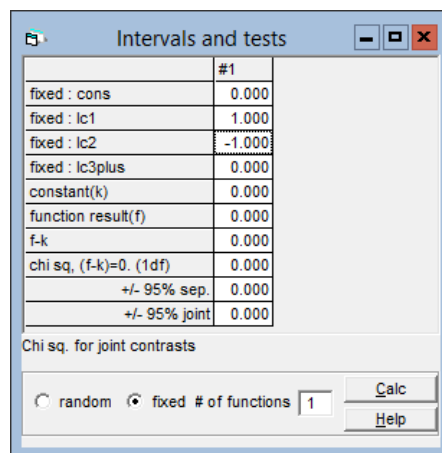 Intervals and tests
#1
fixed : cons 0.000
fixed : lc1 1.000
fixed : lc2 -1.000
fixed : lc3plus 0.000
constant(k) 0.000
function result(f) 0.000
f-k 0.000
chi sq, (f-k)=0. (1df) 0.000
+/- 95% sep. 0.000
+/- 95% joint 0.000
Chi sq. for joint contrasts
random fixed # of functions 1
Calc
Help